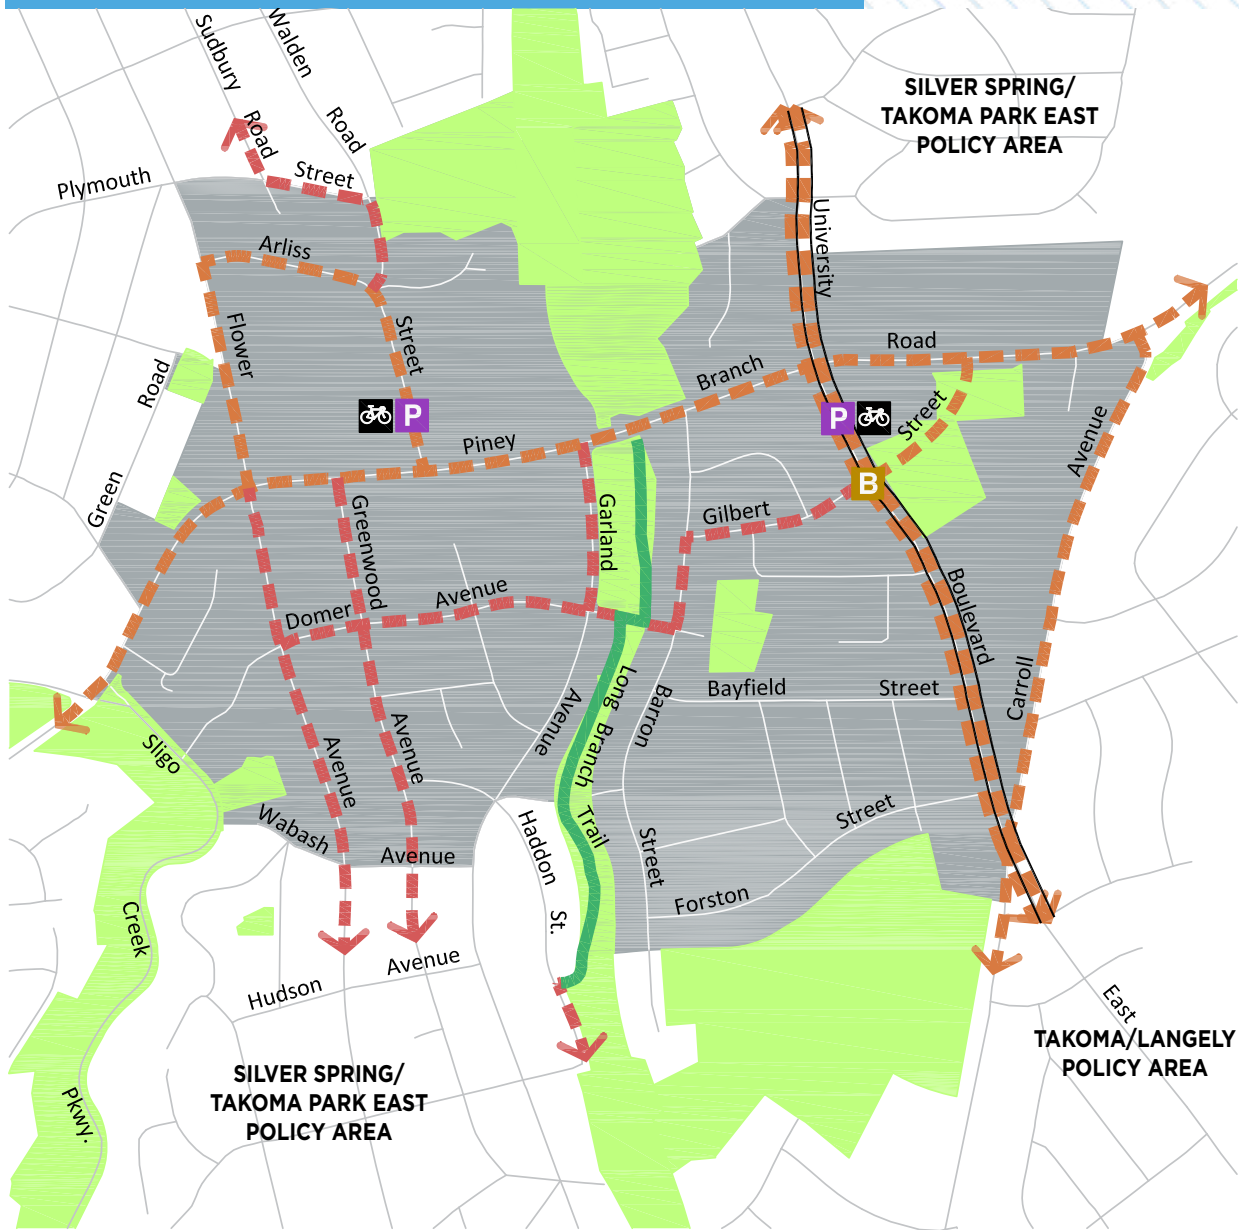 Sudbury
Walden
Road
Road
Street
Plymouth
SILVER SPRING/
TAKOMA PARK EAST
POLICY AREA
Arliss
University
Flower
Street
Road
Branch
Road
P
P
Street
Avenue
Piney
B
Green
Greenwood
Garland
Gilbert
Domer
Avenue
Boulevard
Long
Branch
Trail
Barron
Bayfield
Street
Carroll
Avenue
Avenue
Avenue
Sligo
Wabash
Avenue
Haddon
St.
Street
Street
Forston
Creek
Avenue
Hudson
East
TAKOMA/LANGELY
POLICY AREA
SILVER SPRING/
TAKOMA PARK EAST
POLICY AREA
Pkwy.